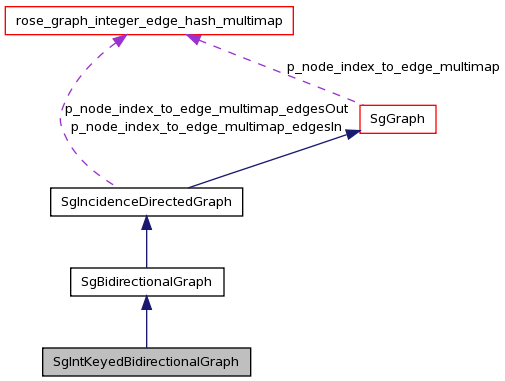 rose_graph_integer_edge_hash_multimap
p_node_index_to_edge_multimap
p_node_index_to_edge_multimap_edgesOut
p_node_index_to_edge_multimap_edgesIn
SgGraph
SgIncidenceDirectedGraph
SgBidirectionalGraph
SgIntKeyedBidirectionalGraph